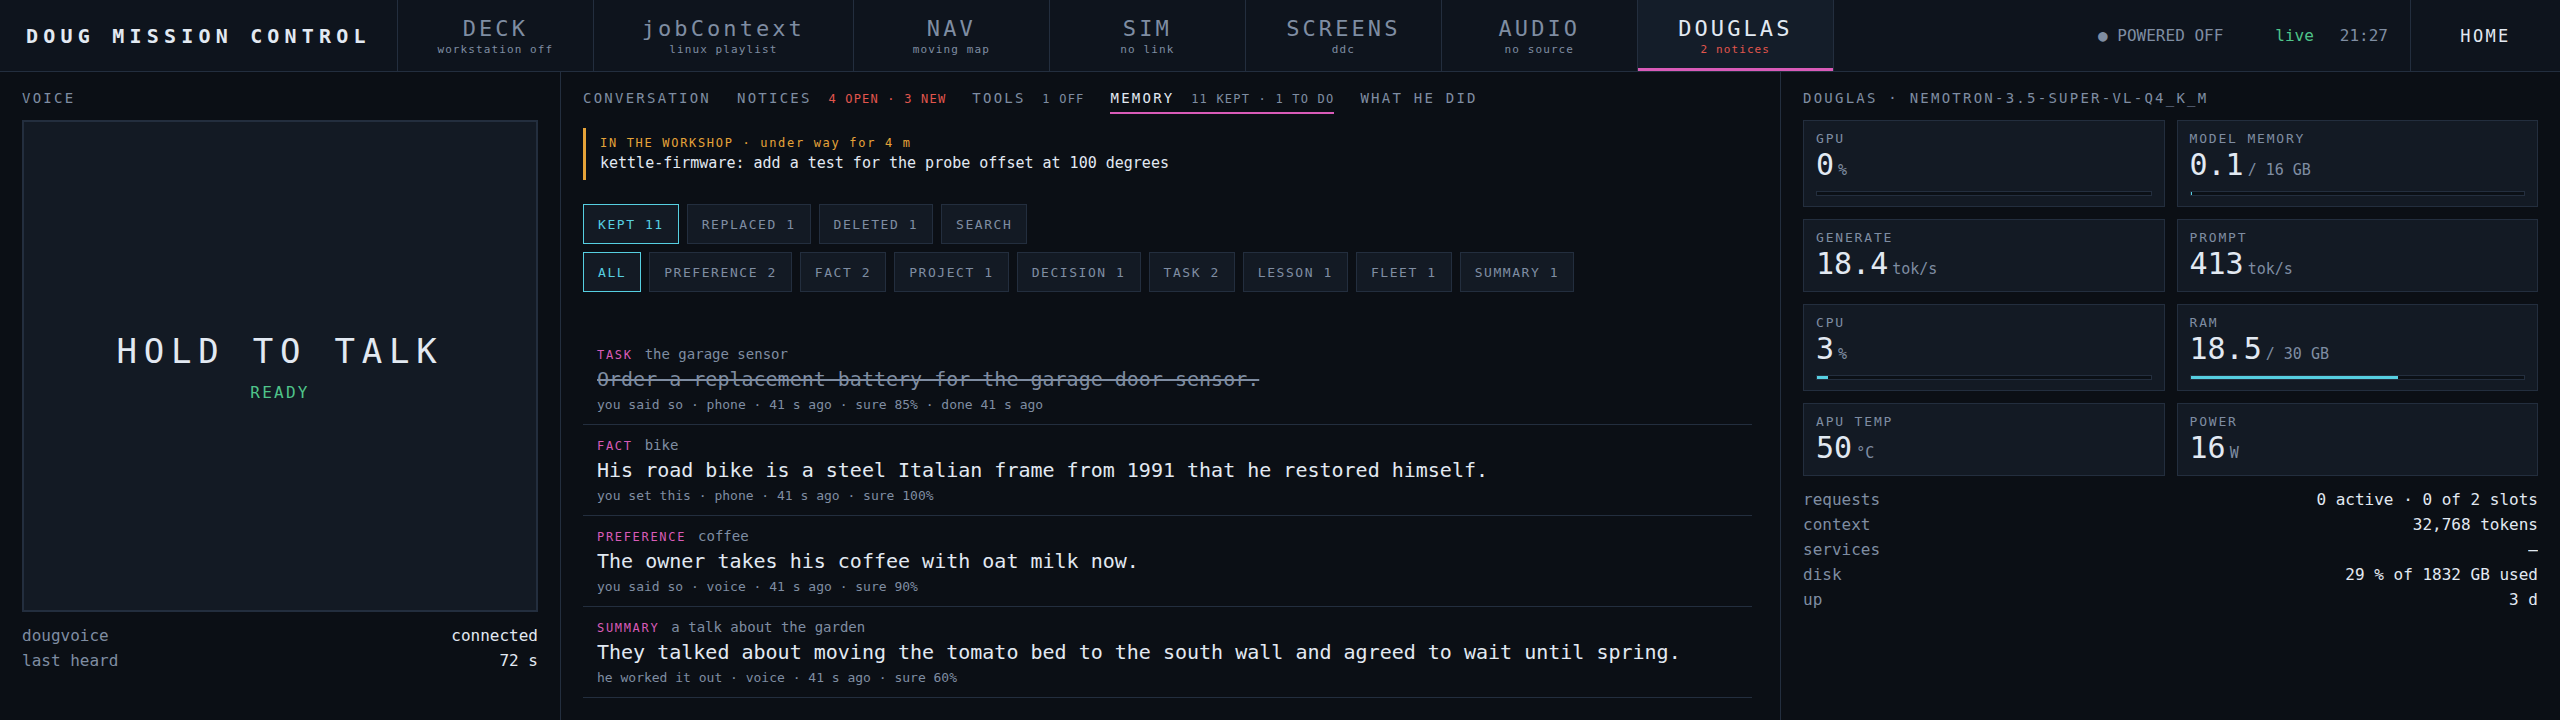 DOUG MISSION CONTROL
DECK
workstation off
jobContext
linux playlist
NAV
moving map
SIM
no link
SCREENS
ddc
AUDIO
no source
DOUGLAS
2 notices
● POWERED OFF
live
21:27
HOME
VOICE
HOLD TO TALK
READY
dougvoice connected
last heard 72 s
CONVERSATION NOTICES 4 OPEN · 3 NEW TOOLS 1 OFF MEMORY 11 KEPT · 1 TO DO WHAT HE DID
IN THE WORKSHOP · under way for 4 m
kettle-firmware: add a test for the probe offset at 100 degrees
KEPT 11 REPLACED 1 DELETED 1 SEARCH
ALL PREFERENCE 2 FACT 2 PROJECT 1 DECISION 1 TASK 2 LESSON 1 FLEET 1 SUMMARY 1
TASK the garage sensor
Order a replacement battery for the garage door sensor.
you said so · phone · 41 s ago · sure 85% · done 41 s ago
FACT bike
His road bike is a steel Italian frame from 1991 that he restored himself.
you set this · phone · 41 s ago · sure 100%
PREFERENCE coffee
The owner takes his coffee with oat milk now.
you said so · voice · 41 s ago · sure 90%
SUMMARY a talk about the garden
They talked about moving the tomato bed to the south wall and agreed to wait until spring.
he worked it out · voice · 41 s ago · sure 60%
DOUGLAS · NEMOTRON-3.5-SUPER-VL-Q4_K_M
GPU
0 %
MODEL MEMORY
0.1 / 16 GB
GENERATE
18.4 tok/s
PROMPT
413 tok/s
CPU
3 %
RAM
18.5 / 30 GB
APU TEMP
50 °C
POWER
16 W
requests 0 active · 0 of 2 slots
context 32,768 tokens
services —
disk 29 % of 1832 GB used
up 3 d